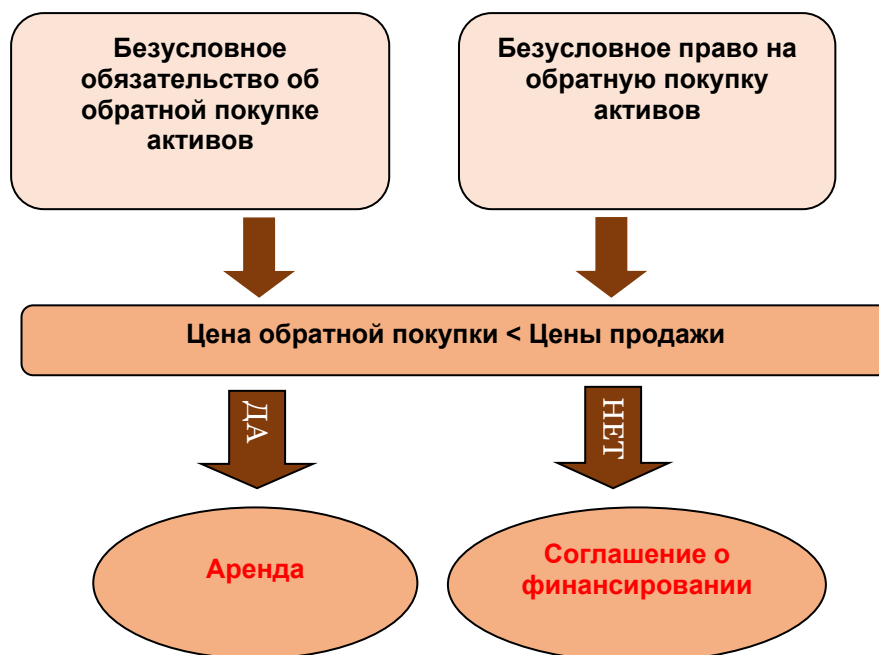 Безусловное
обязательство об
обратной покупке
активов
Безусловное право на
обратную покупку
активов
Цена обратной покупки < Цены продажи
ДА
НЕТ
Аренда
Соглашение о
финансировании